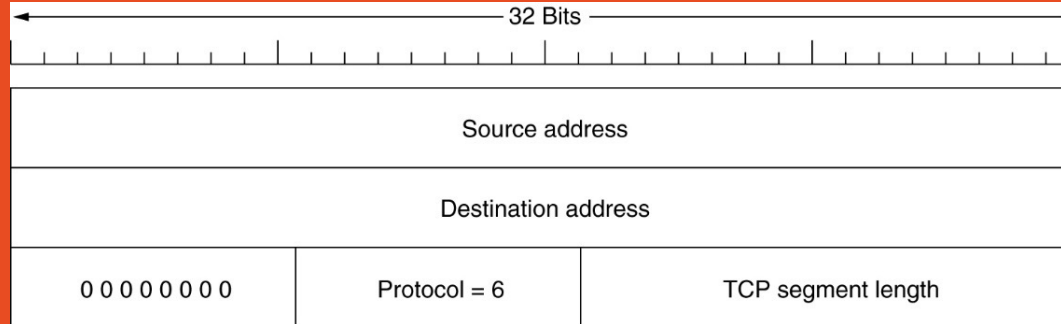 32 Bits
Source address
Destination address
0 0 0 0 0 0 0 0 Protocol = 6 TCP segment length